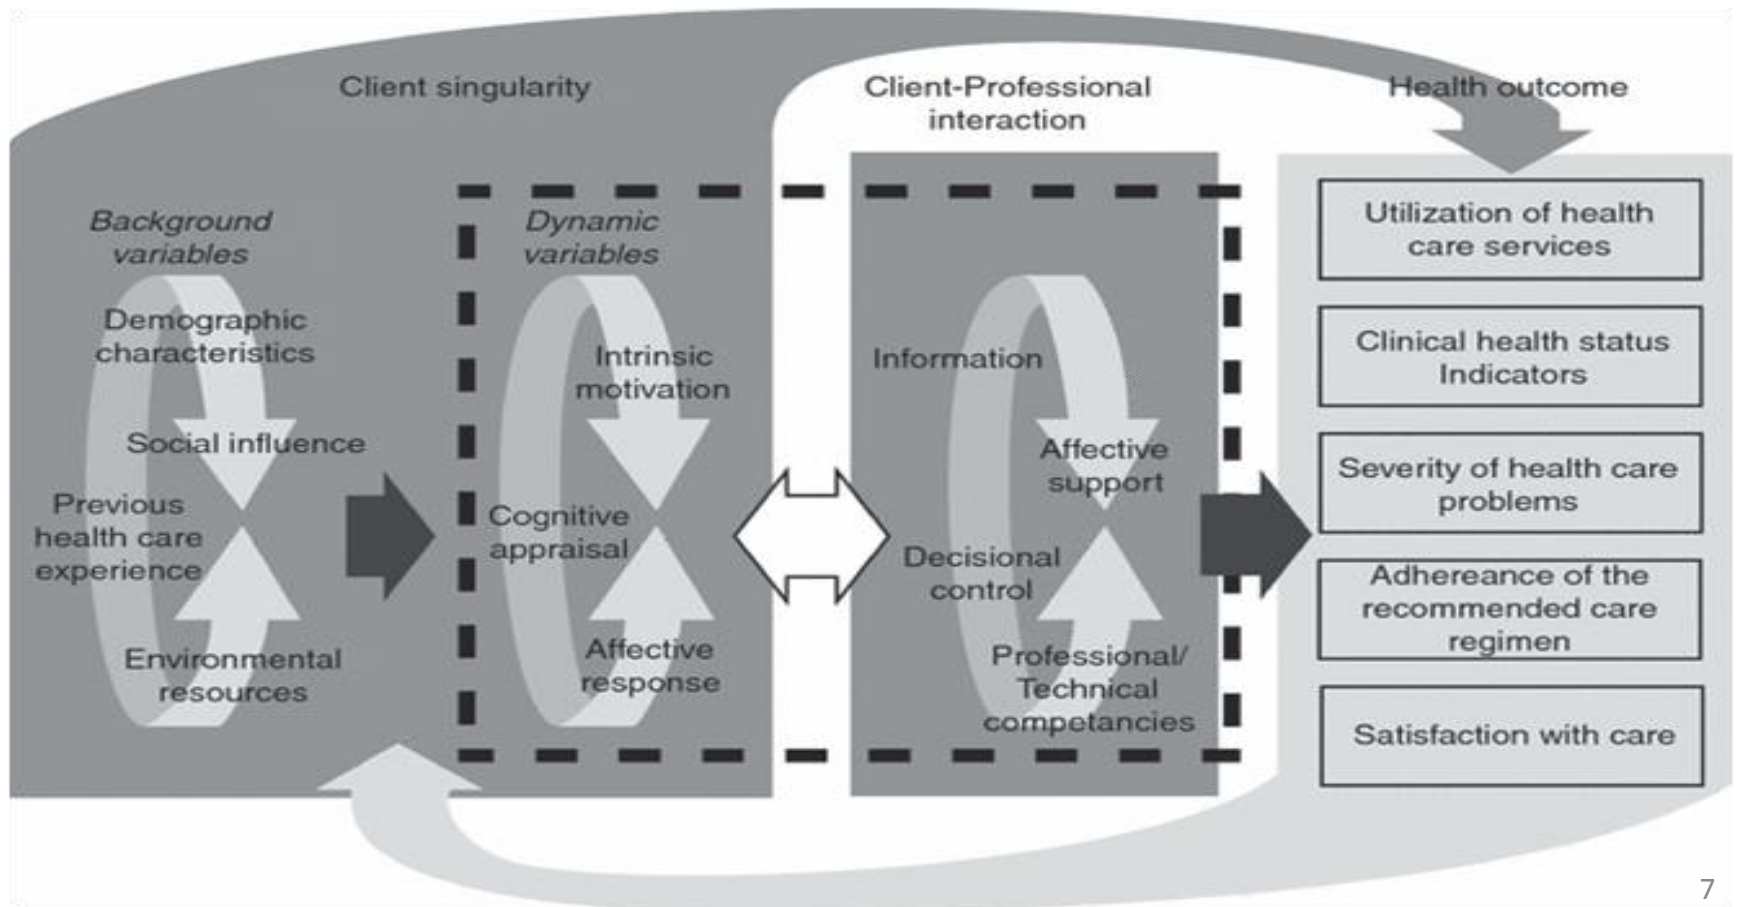 Client singularity
Client-Professional
interaction
Health outcome
Background
variables
Demographic
characteristics
Social influence
Previous
health care
experience
Environmental
resources
Dynamic
variables
Intrinsic
motivation
Cognitive
appraisal
Affective
response
Information
Affective
support
Decisional
control
Professional/
Technical
competancies
Utilization of health
care services
Clinical health status
Indicators
Severity of health care
problems
Adhereance of the
recommended care
regimen
Satisfaction with care
7